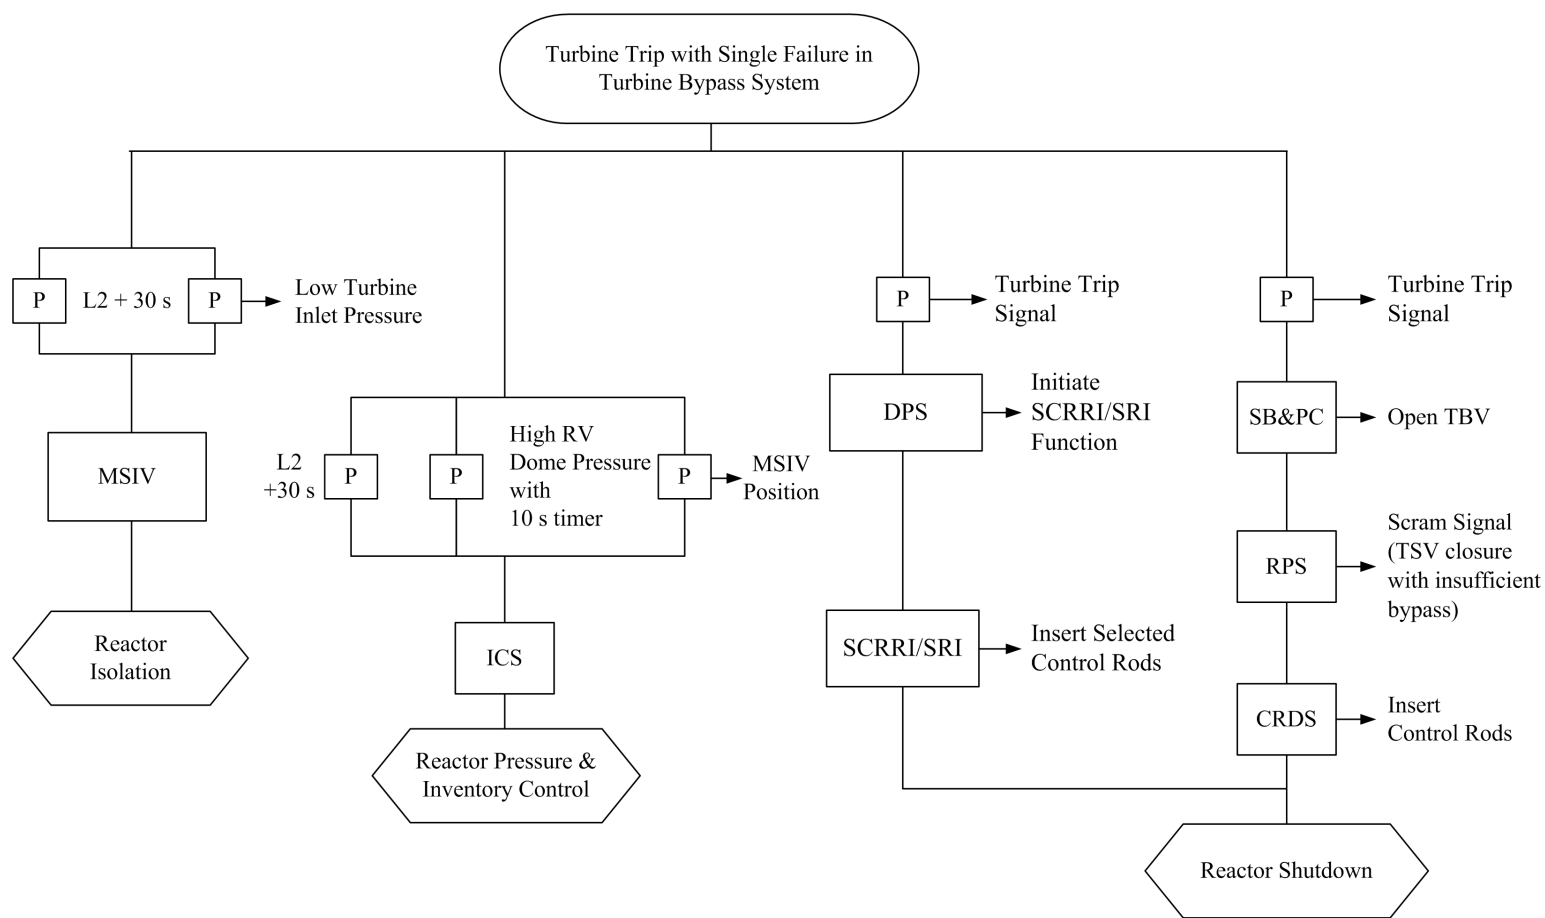 Turbine Trip with Single Failure in
Turbine Bypass System
P
L2 + 30 s
P
Low Turbine
Inlet Pressure
MSIV
Reactor
Isolation
L2
+30 s
P
P
High RV
Dome Pressure
with
10 s timer
P
MSIV
Position
ICS
Reactor Pressure &
Inventory Control
P
Turbine Trip
Signal
DPS
Initiate
SCRRI/SRI
Function
SCRRI/SRI
Insert Selected
Control Rods
P
Turbine Trip
Signal
SB&PC
Open TBV
RPS
Scram Signal
(TSV closure
with insufficient
bypass)
CRDS
Insert
Control Rods
Reactor Shutdown